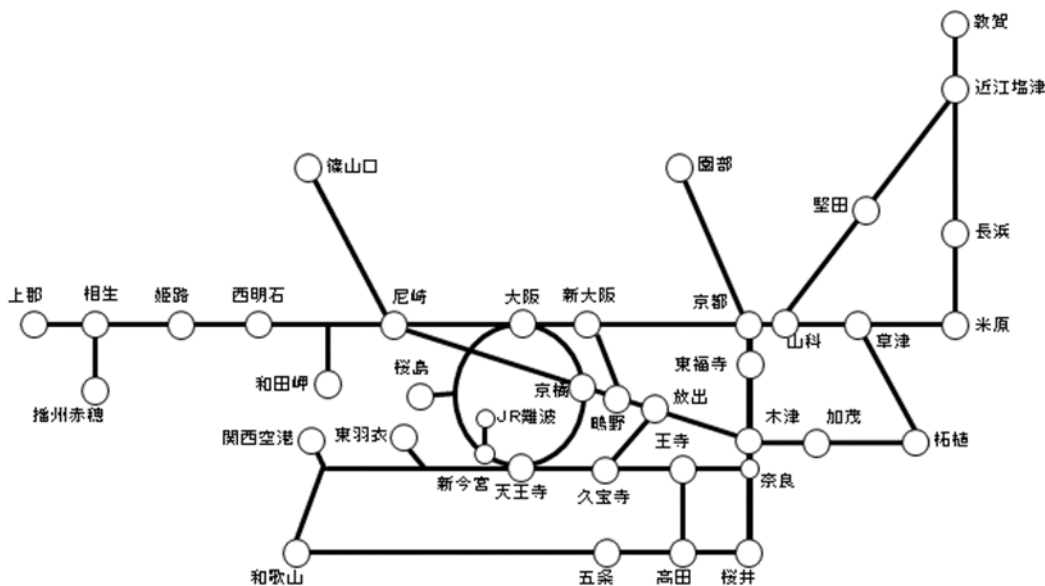 敦賀
近江塩津
篠山口
園部
堅田
長浜
上郡
相生
姫路
西明石
尼崎
大阪
新大阪
京都
山科
草津
米原
東福寺
桜島
和田岬
京橋
播州赤穂
JR難波
鴫野
放出
木津
加茂
柘植
関西空港
東羽衣
王寺
新今宮
天王寺
久宝寺
奈良
和歌山
五条
高田
桜井